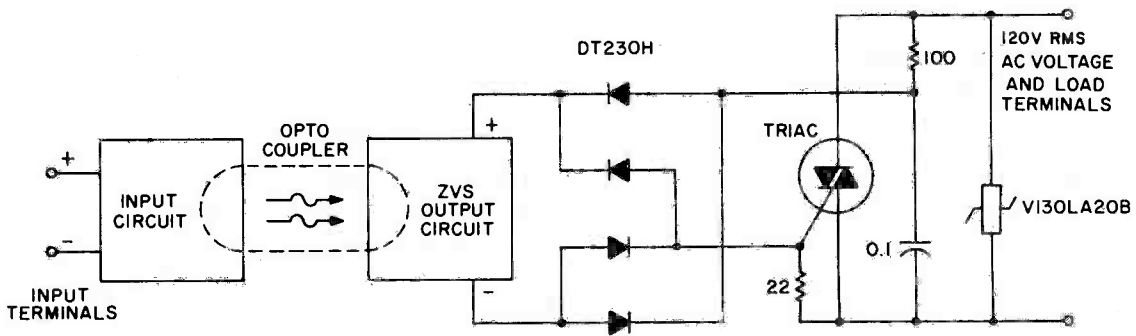 DT230H
100
120V RMS
AC VOLTAGE
AND LOAD
TERMINALS
OPTO
COUPLER
TRIAC
+
+
INPUT
CIRCUIT
ZVS
OUTPUT
CIRCUIT
V130LA20B
-
-
0.1
22
INPUT
TERMINALS